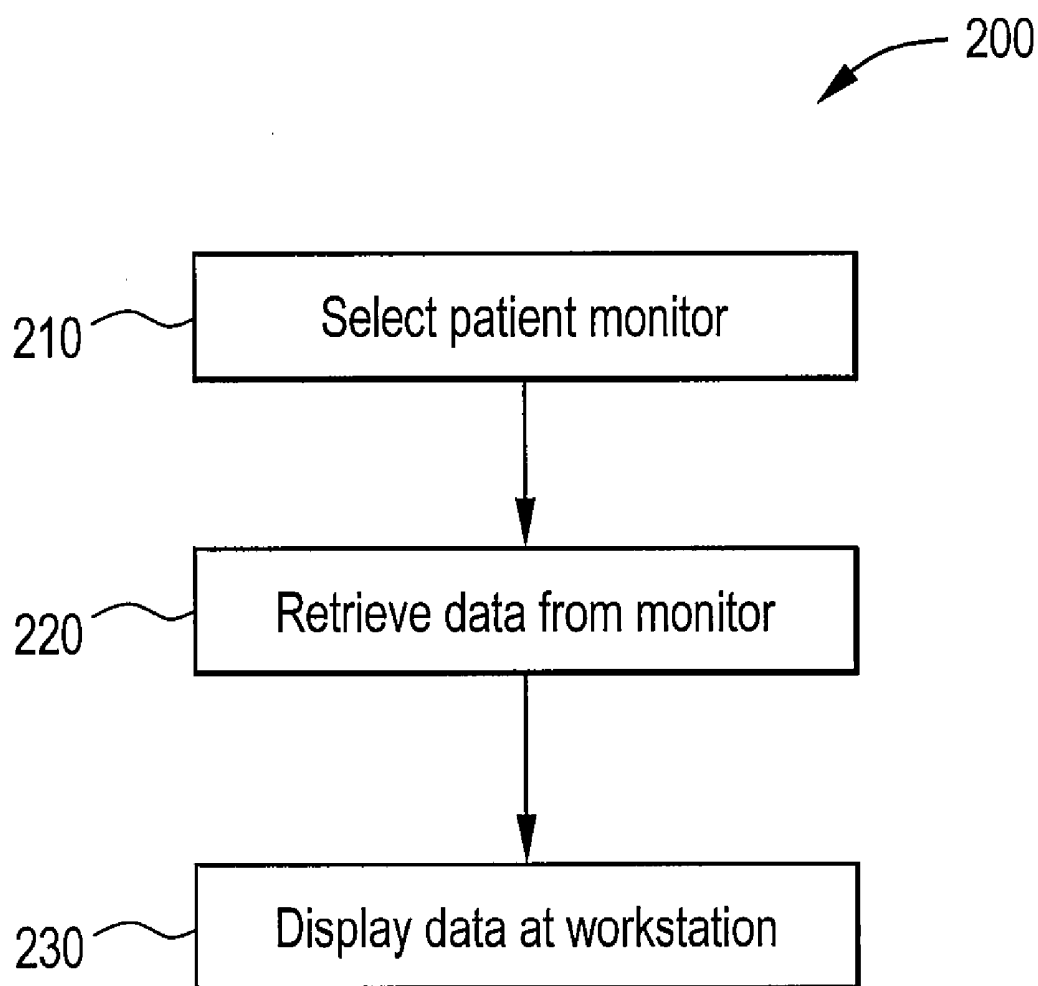 200
210 Select patient monitor
220 Retrieve data from monitor
230 Display data at workstation